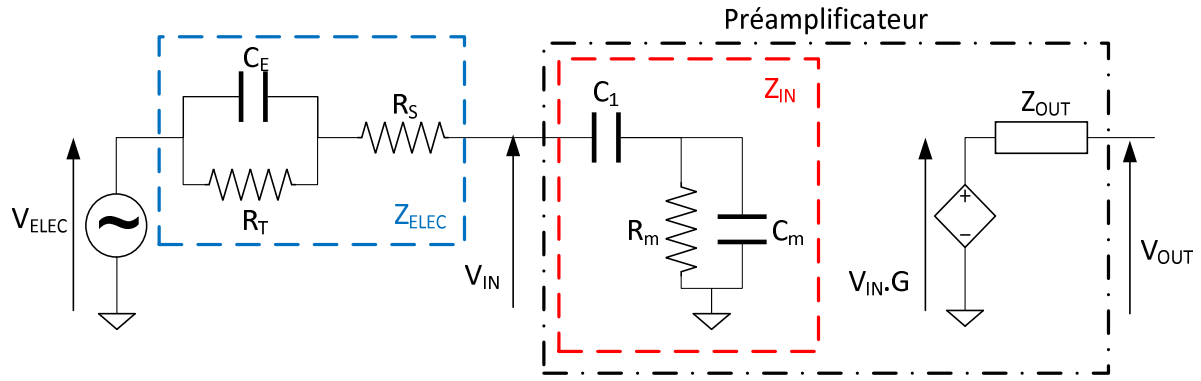 Préamplificateur
C_E
R_S
R_T
Z_ELEC
V_ELEC
V_IN
C_1
Z_IN
R_m
C_m
Z_OUT
+
−
V_IN.G
V_OUT